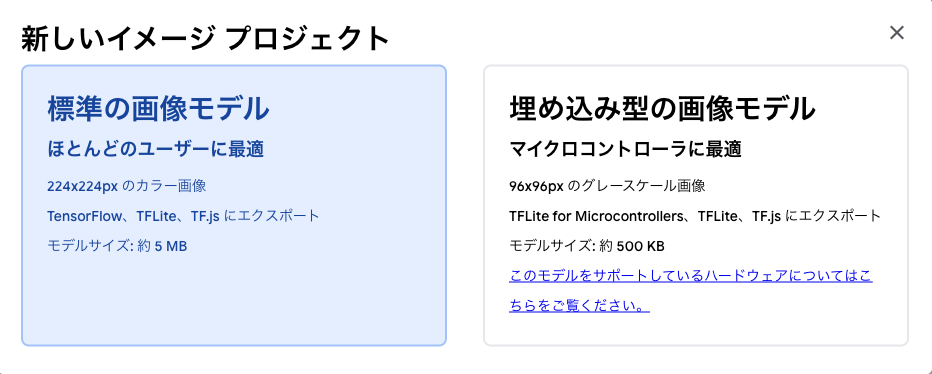 新しいイメージ プロジェクト
標準の画像モデル
ほとんどのユーザーに最適
224x224px のカラー画像
TensorFlow、TFLite、TF.js にエクスポート
モデルサイズ: 約 5 MB
埋め込み型の画像モデル
マイクロコントローラに最適
96x96px のグレースケール画像
TFLite for Microcontrollers、TFLite、TF.js にエクスポート
モデルサイズ: 約 500 KB
このモデルをサポートしているハードウェアについてはこ
ちらをご覧ください。